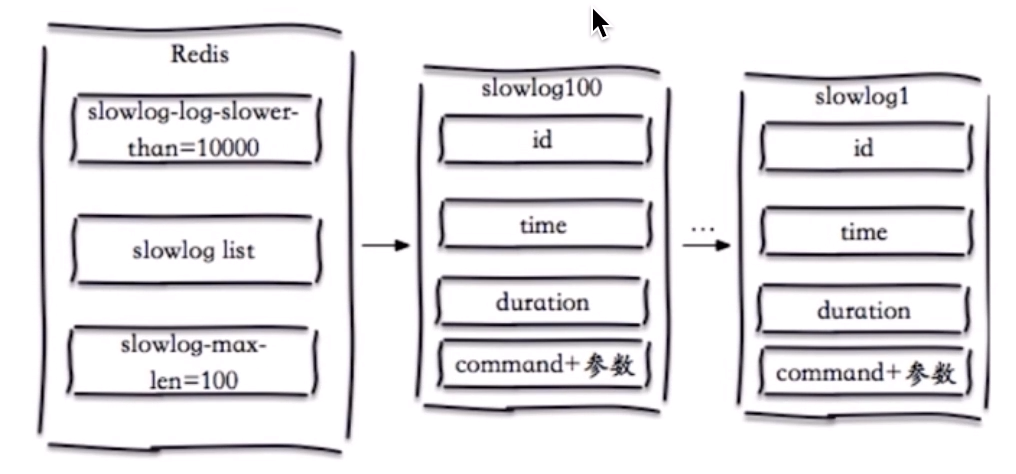 Redis
slowlog-log-slower-
than=10000
slowlog list
slowlog-max-
len=100
slowlog100
id
time
duration
command+参数
...
slowlog1
id
time
duration
command+参数